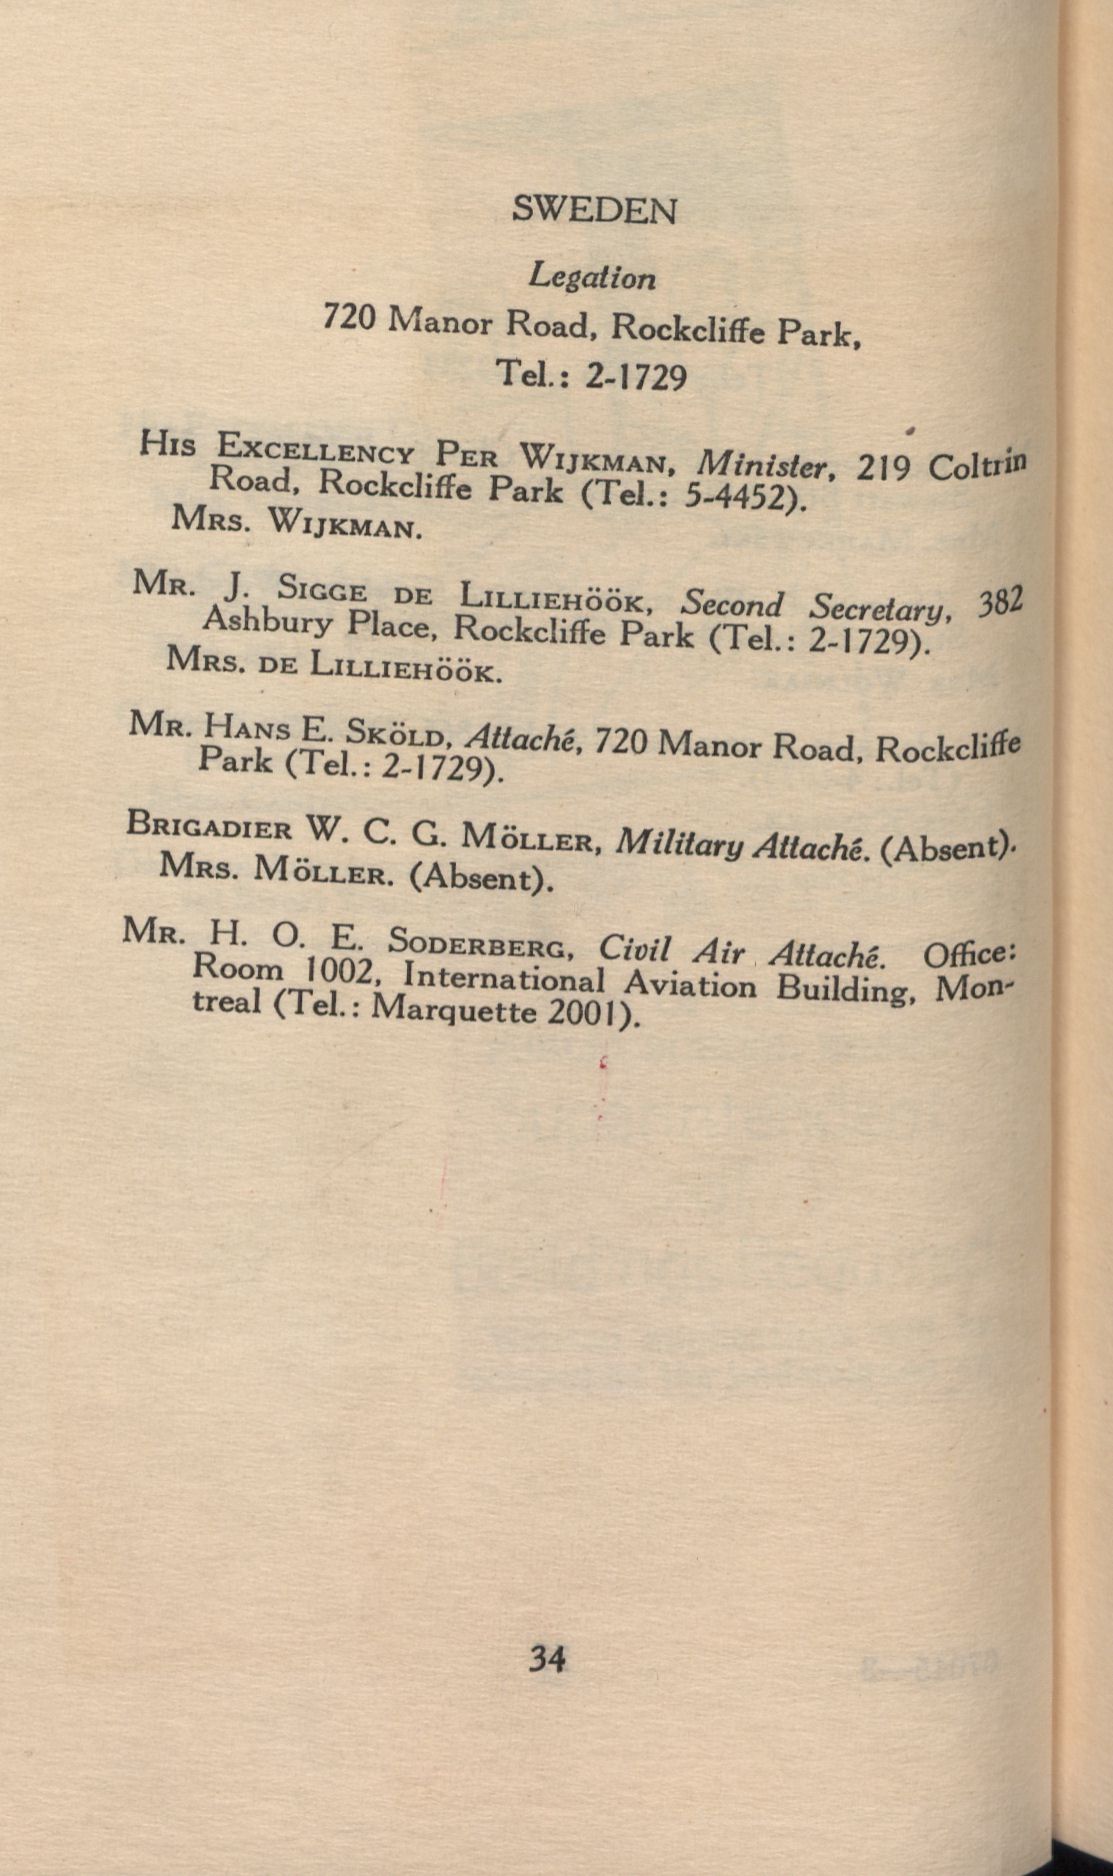 SWEDEN
Legation
720 Manor Road, Rockcliffe Park,
Tel.: 2-1729
HIS EXCELLENCY PER WIJKMAN, Minister, 219 Coltrin
Road, Rockcliffe Park (Tel.: 5-4452).
MRS. WIJKMAN.
MR. J. SIGGE DE LILLIEHÖÖK, Second Secretary, 382
Ashbury Place, Rockcliffe Park (Tel.: 2-1729).
MRS. DE LILLIEHÖÖK.
MR. HANS E. SKÖLD, Attaché, 720 Manor Road, Rockcliffe
Park (Tel.: 2-1729).
BRIGADIER W. C. G. MÖLLER, Military Attaché. (Absent).
MRS. MÖLLER. (Absent).
MR. H. O. E. SODERBERG, Civil Air Attaché. Office:
Room 1002, International Aviation Building, Mon-
treal (Tel.: Marquette 2001).
34